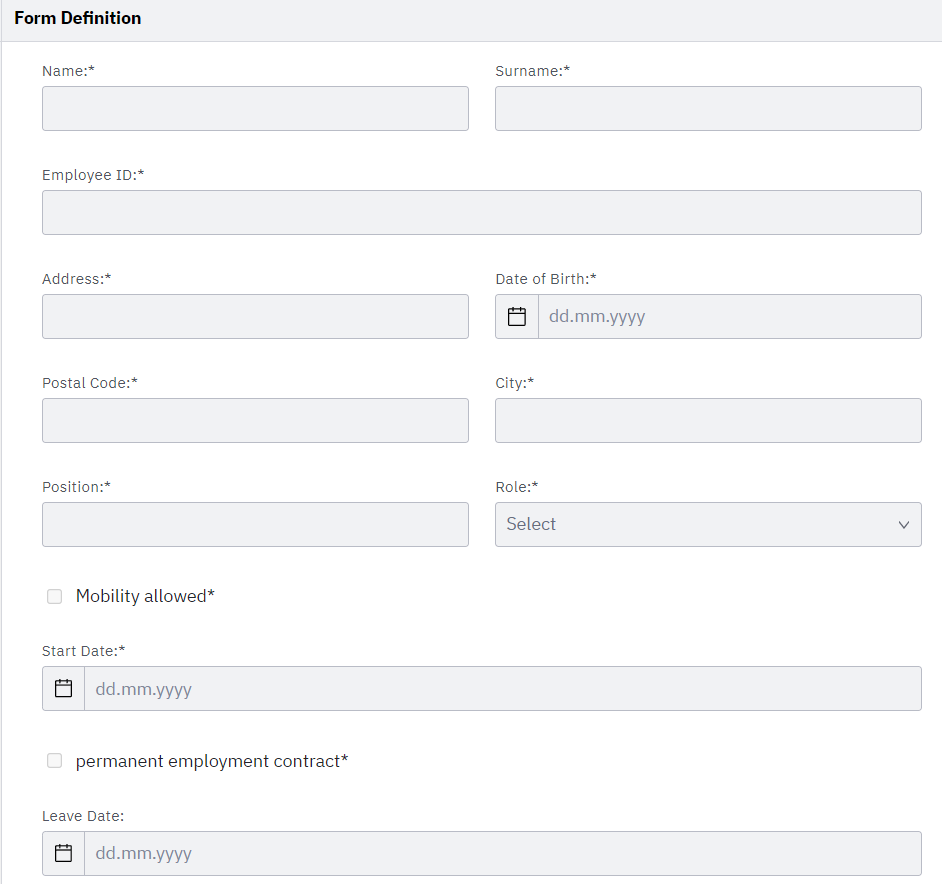 Form Definition
Name:* Surname:*
Employee ID:*
Address:* Date of Birth:*
dd.mm.yyyy
Postal Code:* City:*
Position:* Role:*
Select
Mobility allowed*
Start Date:*
dd.mm.yyyy
permanent employment contract*
Leave Date:
dd.mm.yyyy